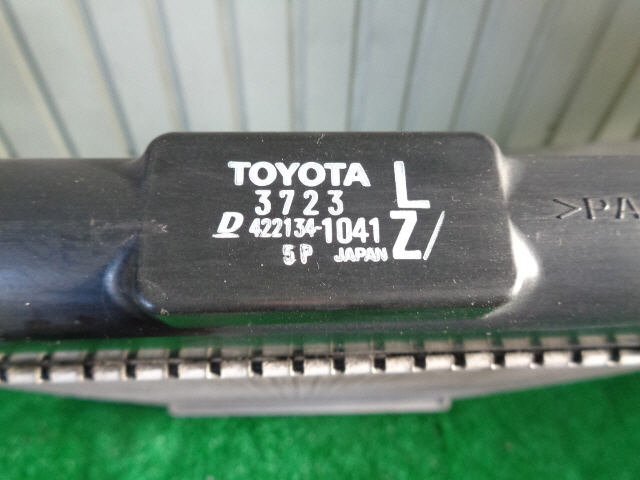 TOYOTA L
3723
D 422134-1041 Z/
5P JAPAN
>PA